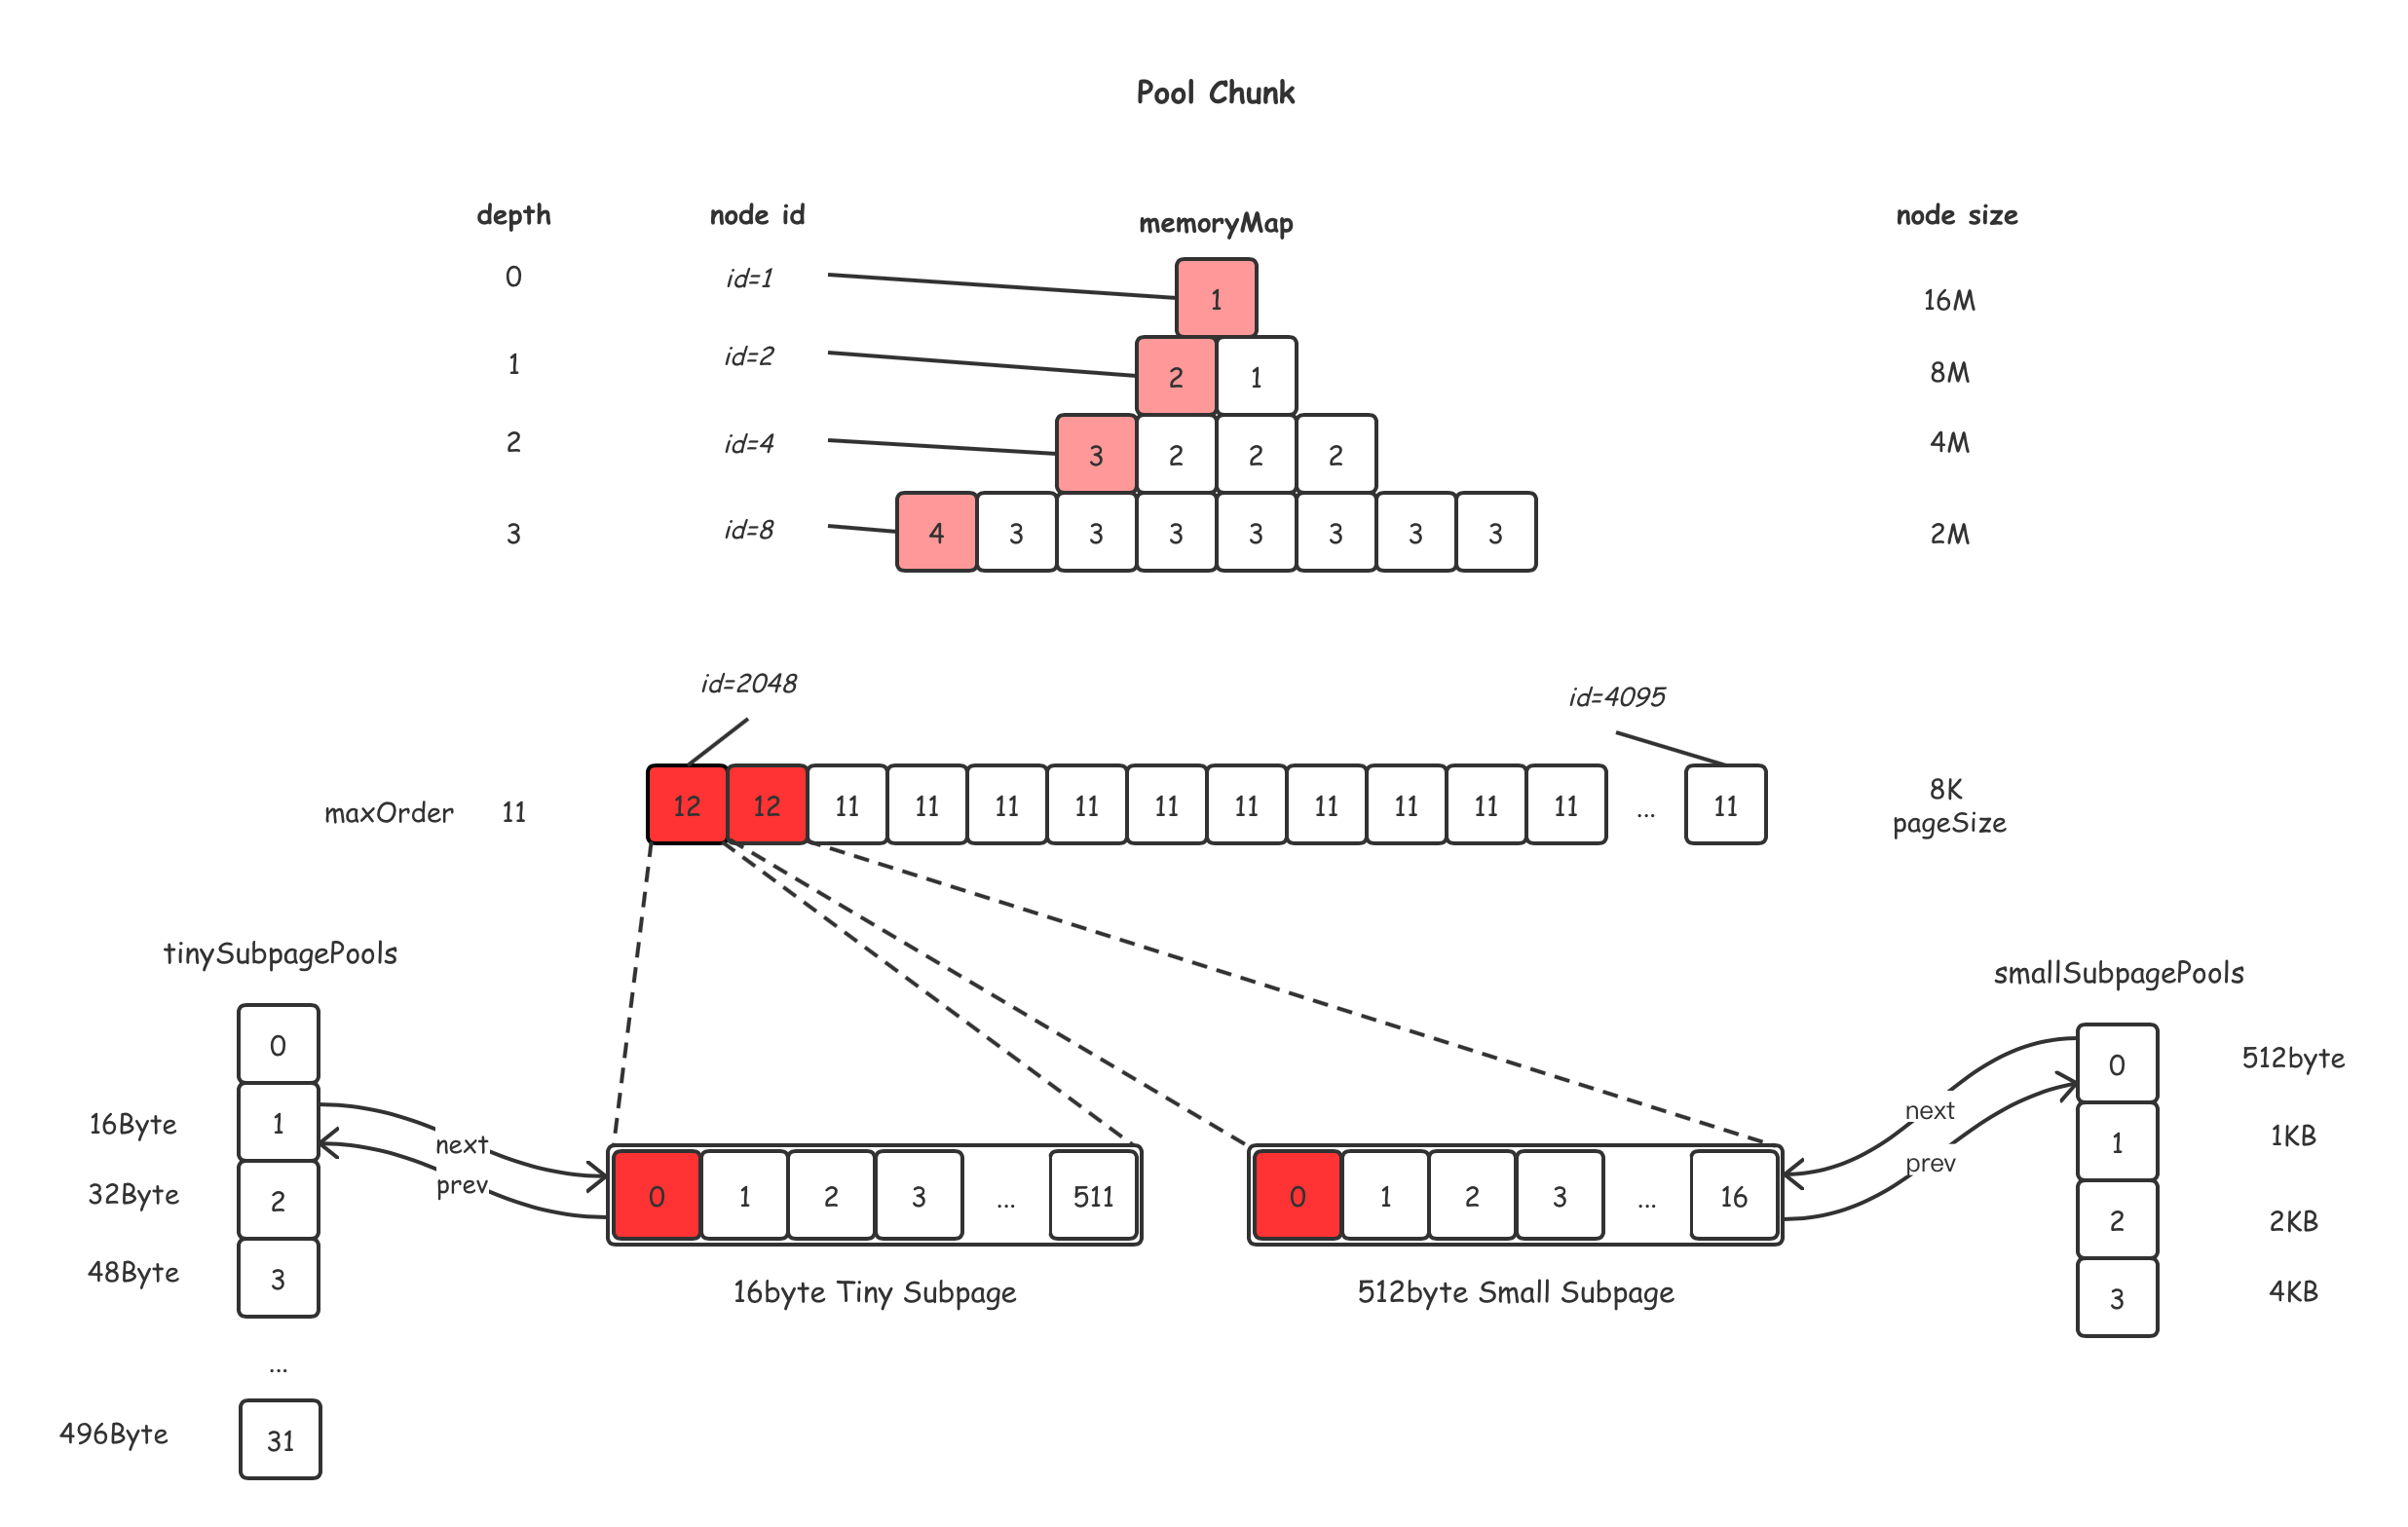 Pool Chunk
depth node id memoryMap node size
0 id=1 1 16M
1 id=2 2 1 8M
2 id=4 3 2 2 2 4M
3 id=8 4 3 3 3 3 3 3 3 2M
id=2048 id=4095
maxOrder 11 12 12 11 11 11 11 11 11 11 11 11 11 ... 11 8K
pageSize
tinySubpagePools
0
16Byte 1
32Byte 2
48Byte 3
...
496Byte 31
next
prev
0 1 2 3 ... 511
16byte Tiny Subpage
0 1 2 3 ... 16
512byte Small Subpage
next
prev
smallSubpagePools
0 512byte
1 1KB
2 2KB
3 4KB